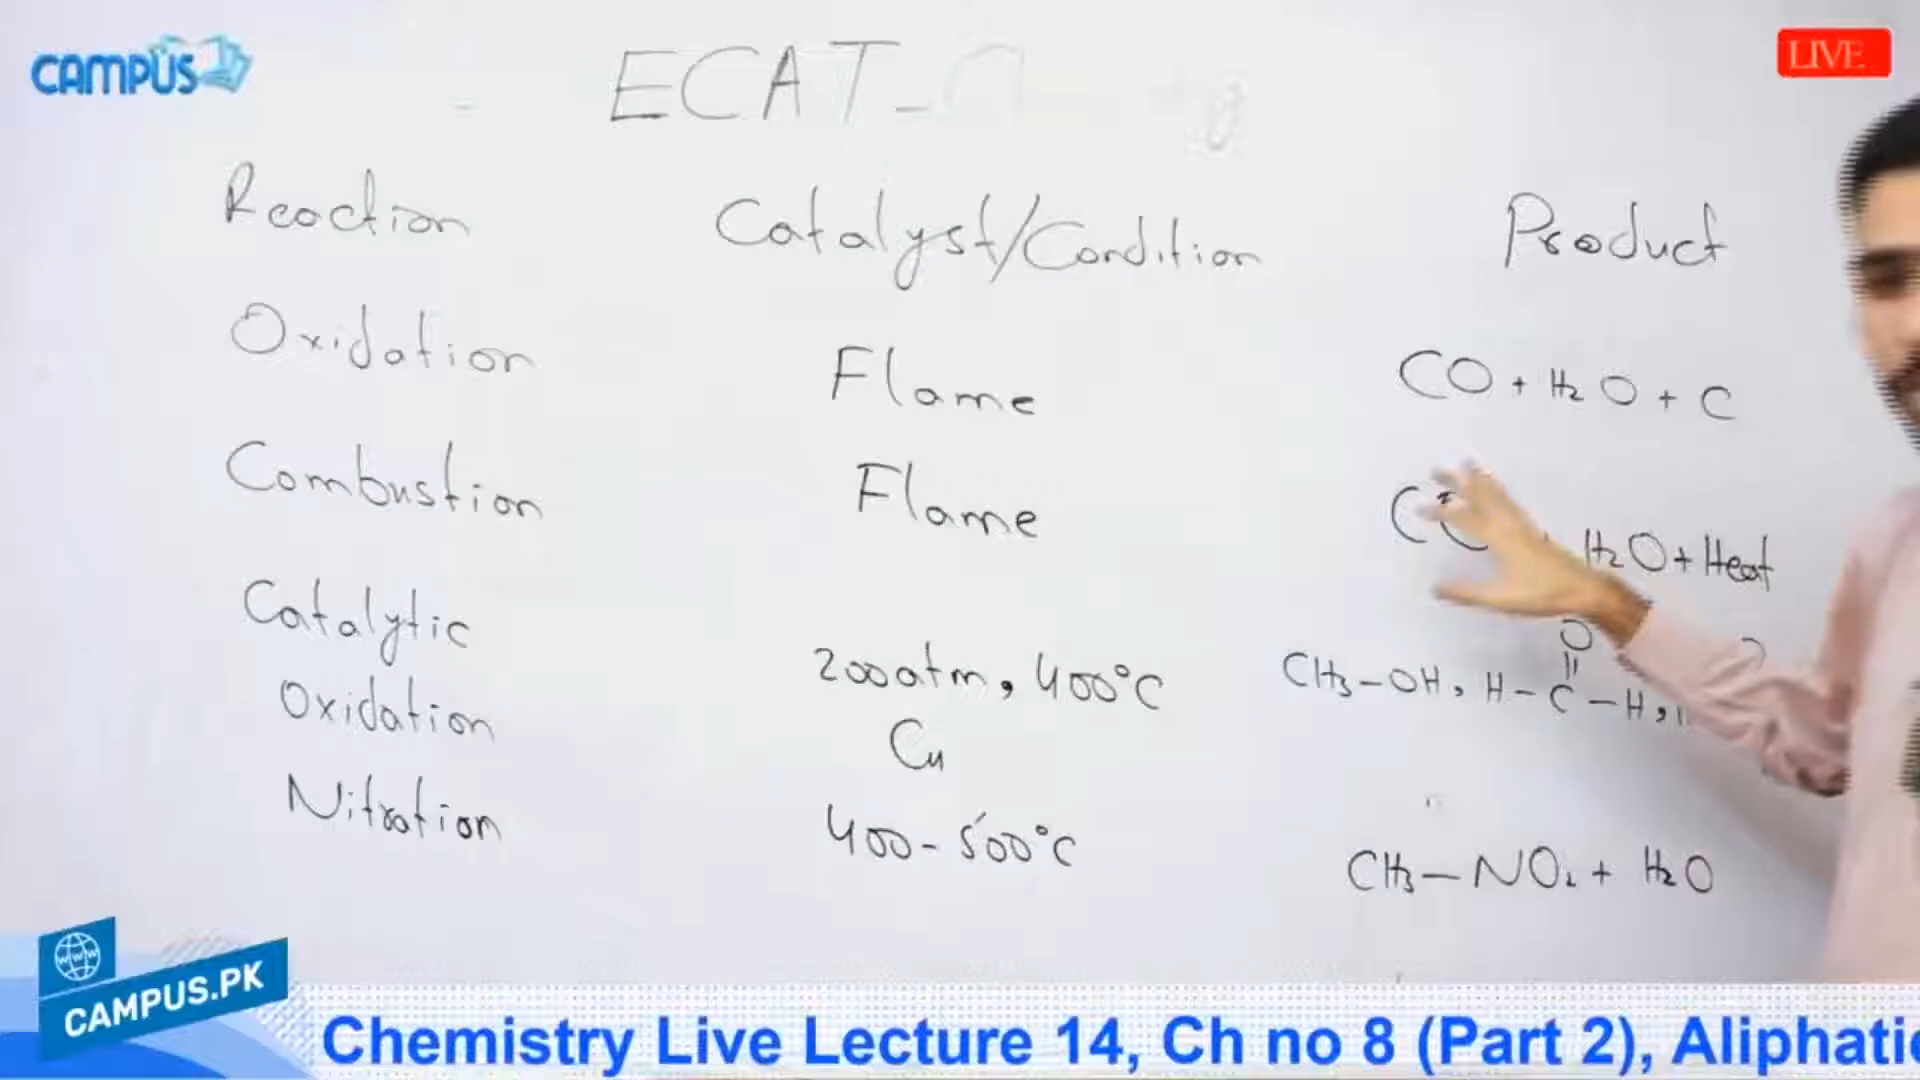 CAMPUS
LIVE
ECAT-
Reaction Catalyst/Condition Product
Oxidation Flame CO + H₂O + C
Combustion Flame H₂O + Heat
Catalytic
Oxidation 200atm, 400°C CH₃-OH, H-C-H,
O
Cu
Nitration 400-500°C CH₃-NO₂ + H₂O
www
CAMPUS.PK
Chemistry Live Lecture 14, Ch no 8 (Part 2), Aliphatic